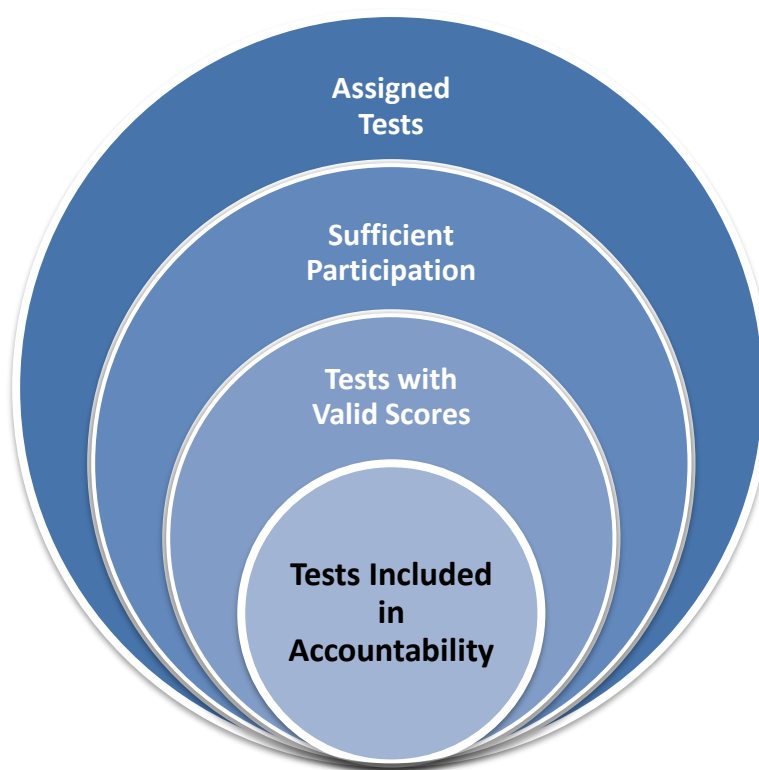 Assigned
Tests
Sufficient
Participation
Tests with
Valid Scores
Tests Included
in
Accountability